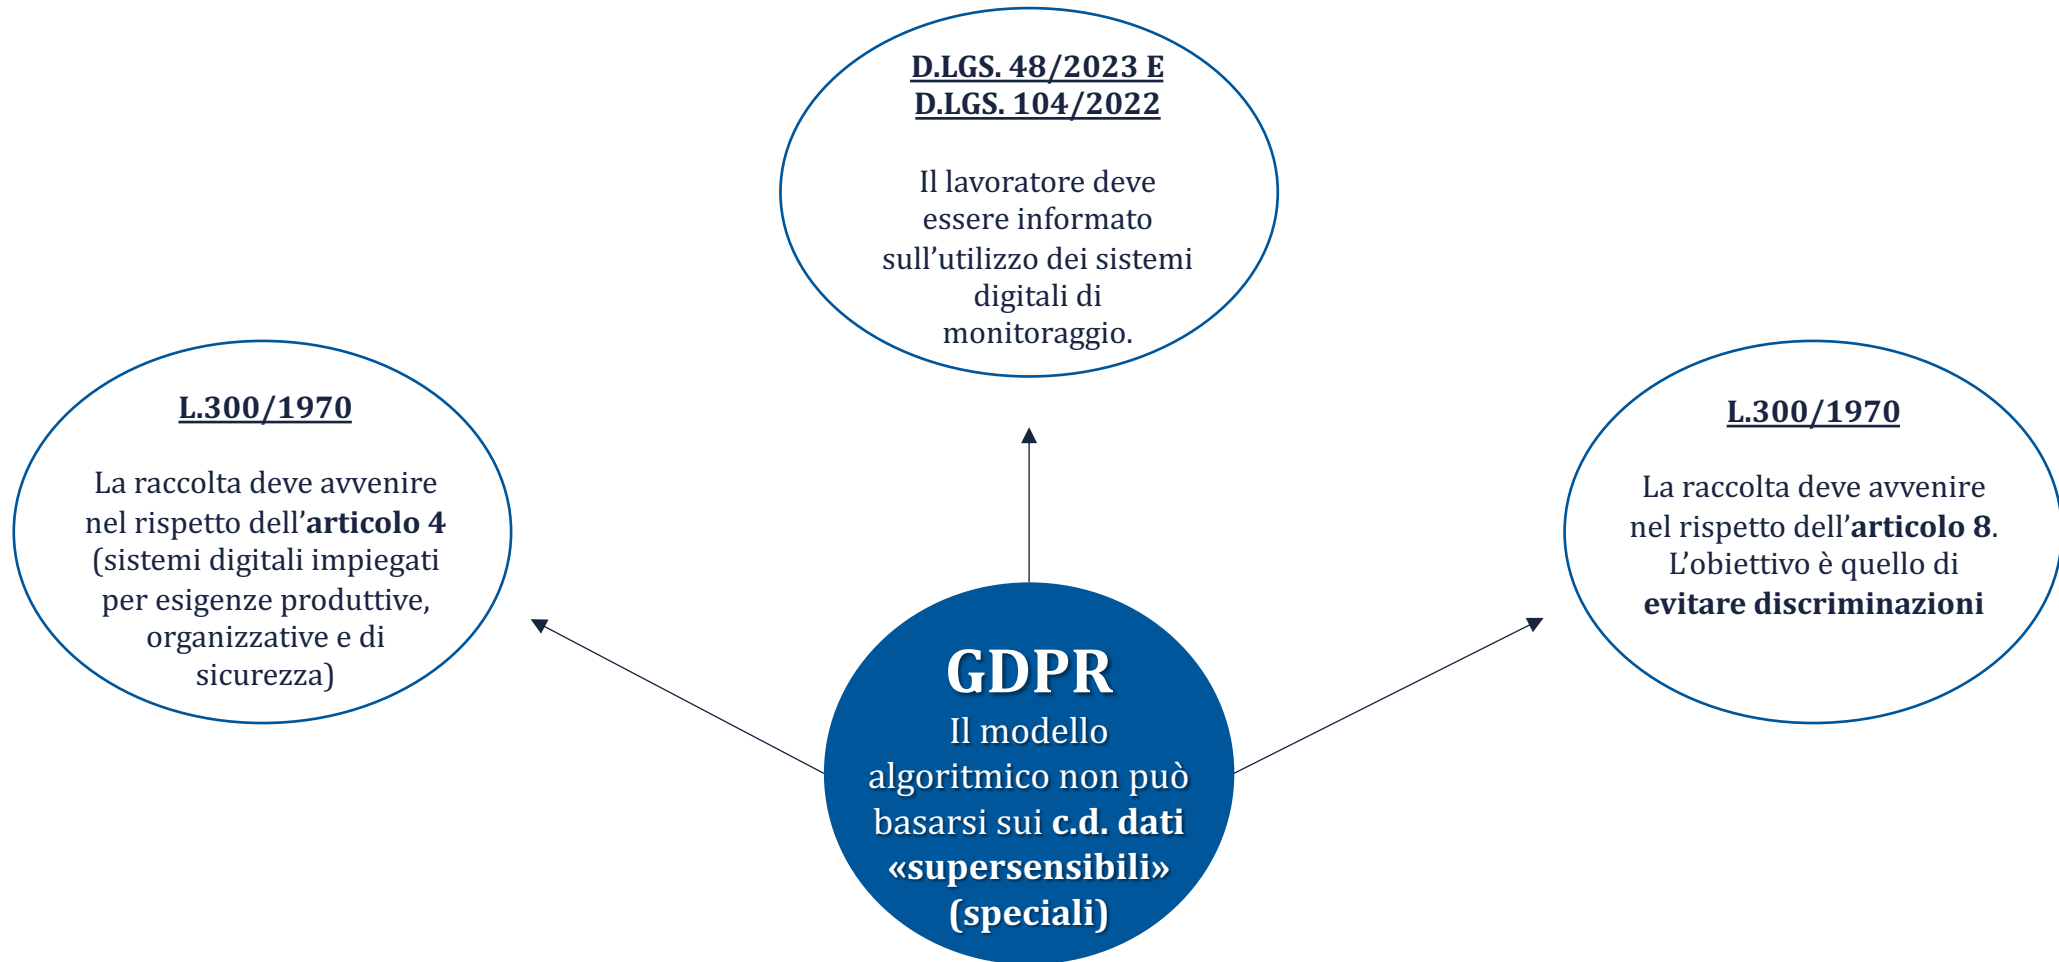 D.LGS. 48/2023 E
D.LGS. 104/2022
Il lavoratore deve
essere informato
sull’utilizzo dei sistemi
digitali di
monitoraggio.
L.300/1970
La raccolta deve avvenire
nel rispetto dell’articolo 4
(sistemi digitali impiegati
per esigenze produttive,
organizzative e di
sicurezza)
L.300/1970
La raccolta deve avvenire
nel rispetto dell’articolo 8.
L’obiettivo è quello di
evitare discriminazioni
GDPR
Il modello
algoritmico non può
basarsi sui c.d. dati
«supersensibili»
(speciali)